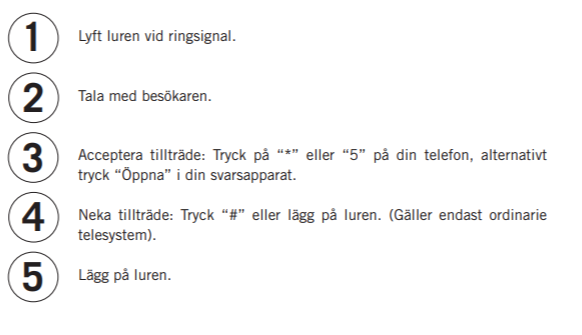 1 Lyft luren vid ringsignal.
2 Tala med besökaren.
3 Acceptera tillträde: Tryck på “*” eller “5” på din telefon, alternativt
tryck “Öppna” i din svarsapparat.
4 Neka tillträde: Tryck “#” eller lägg på luren. (Gäller endast ordinarie
telesystem).
5 Lägg på luren.